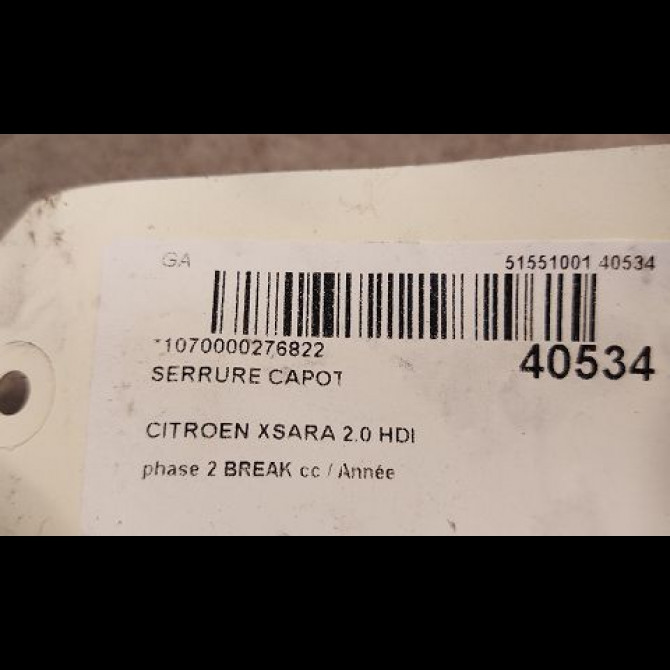 GA 51551001 40534
*1070000276822
40534
SERRURE CAPOT
CITROEN XSARA 2.0 HDI
phase 2 BREAK cc / Année